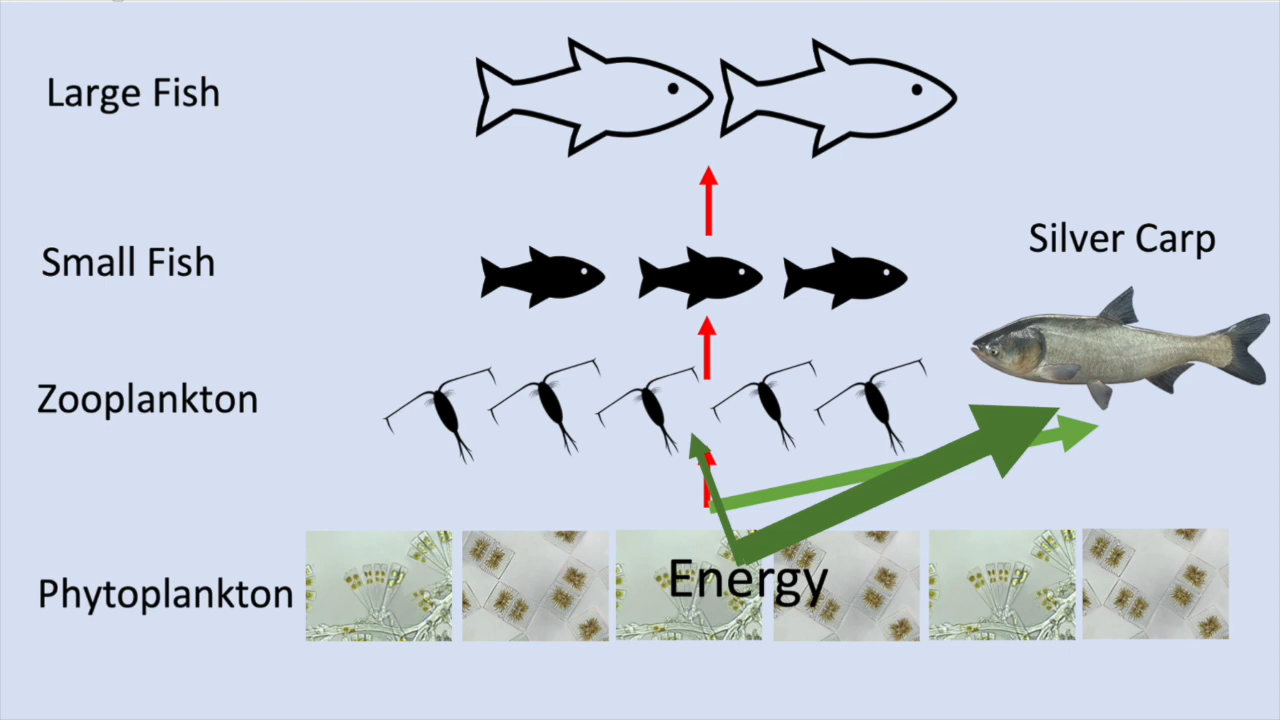 Large Fish
Small Fish
Silver Carp
Zooplankton
Phytoplankton
Energy